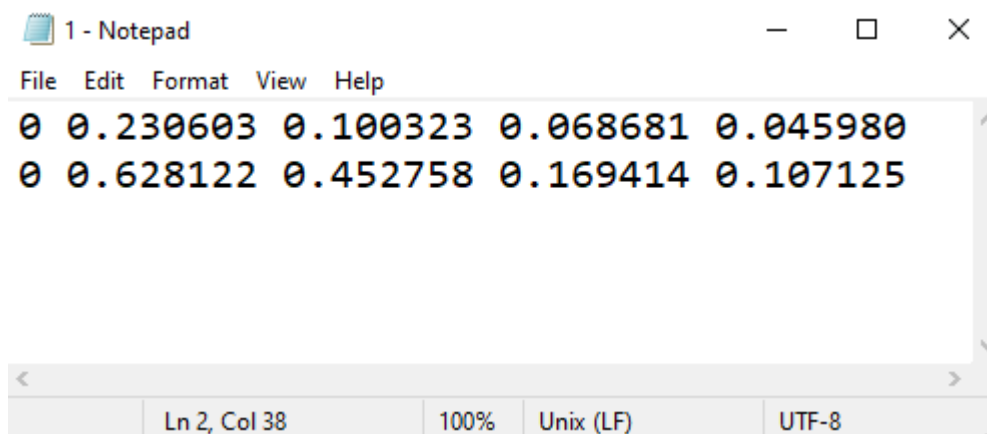 1 - Notepad
File Edit Format View Help
0 0.230603 0.100323 0.068681 0.045980
0 0.628122 0.452758 0.169414 0.107125
Ln 2, Col 38 100% Unix (LF) UTF-8